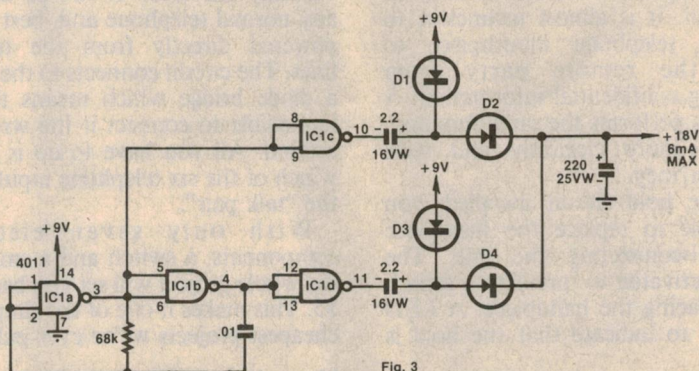 +9V
D1
D2
8
9
IC1c
10
2.2
- +
16VW
+18V
6mA
MAX
+9V
220
25VW
+
D3
+9V
4011
1
14
IC1a
2
7
5
6
IC1b
4
12
13
IC1d
11
2.2
+
16VW
D4
68k
.01
Fig. 3